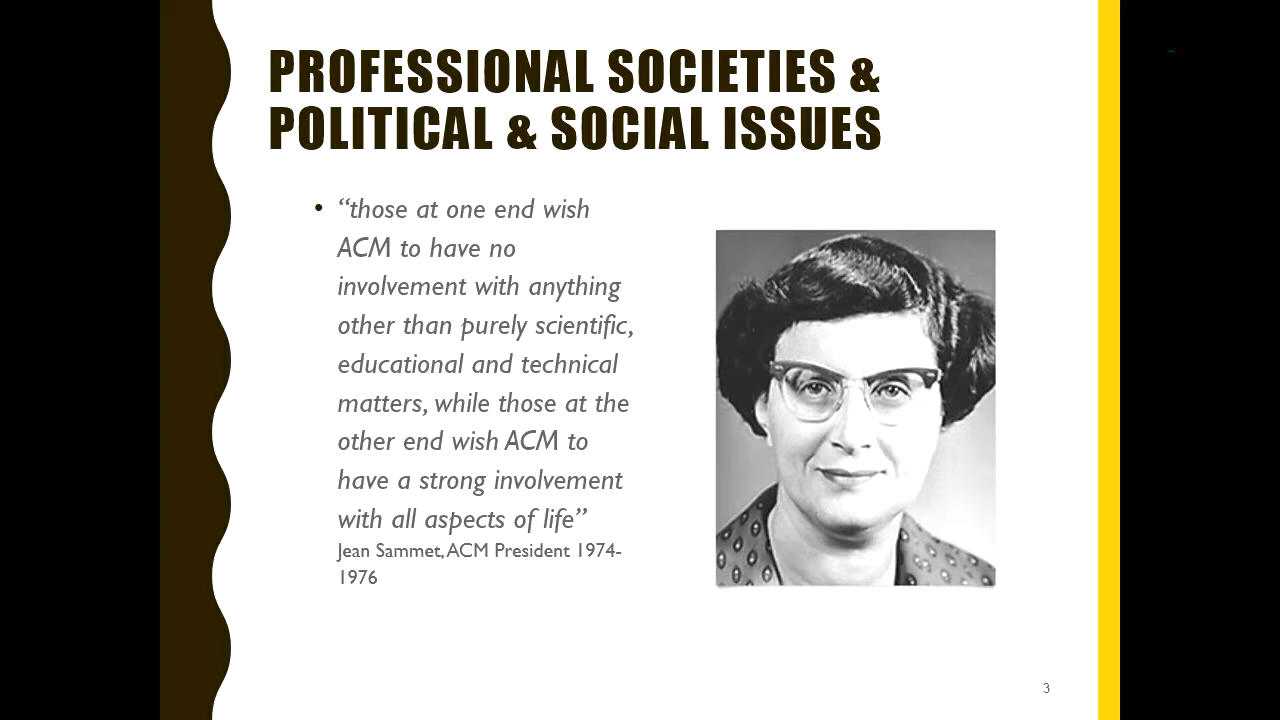 PROFESSIONAL SOCIETIES &
POLITICAL & SOCIAL ISSUES
• “those at one end wish
ACM to have no
involvement with anything
other than purely scientific,
educational and technical
matters, while those at the
other end wish ACM to
have a strong involvement
with all aspects of life”
Jean Sammet, ACM President 1974-
1976
3